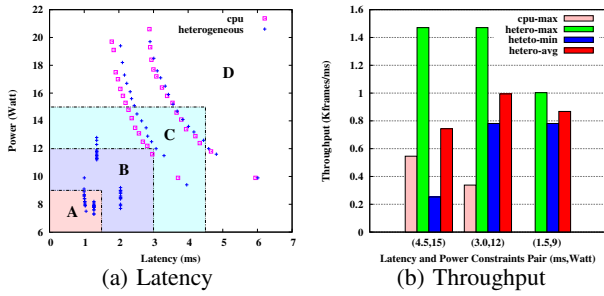 cpu
heterogeneous
Power (Watt)
20
18
16
14
12
10
8
6
A
B
C
D
0 1 2 3 4 5 6 7
Latency (ms)
(a) Latency
cpu-max
hetero-max
heteto-min
hetero-avg
Throughput (Kframes/ms)
1.6
1.4
1.2
1
0.8
0.6
0.4
0.2
0
(4.5,15) (3.0,12) (1.5,9)
Latency and Power Constraints Pair (ms,Watt)
(b) Throughput